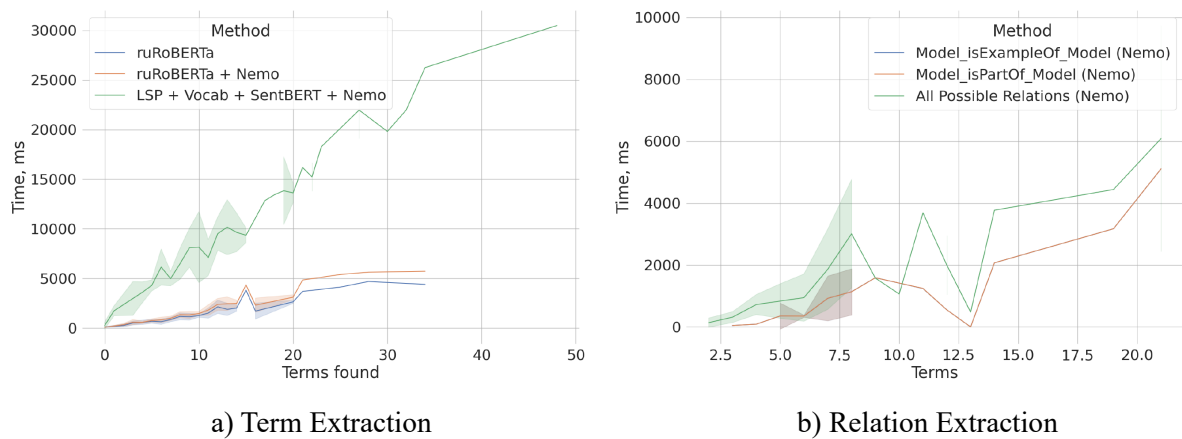 Method
ruRoBERTa
ruRoBERTa + Nemo
LSP + Vocab + SentBERT + Nemo
Time, ms
30000
25000
20000
15000
10000
5000
0
0 10 20 30 40 50
Terms found
a) Term Extraction
Method
Model_isExampleOf_Model (Nemo)
Model_isPartOf_Model (Nemo)
All Possible Relations (Nemo)
Time, ms
10000
8000
6000
4000
2000
0
2.5 5.0 7.5 10.0 12.5 15.0 17.5 20.0
Terms
b) Relation Extraction